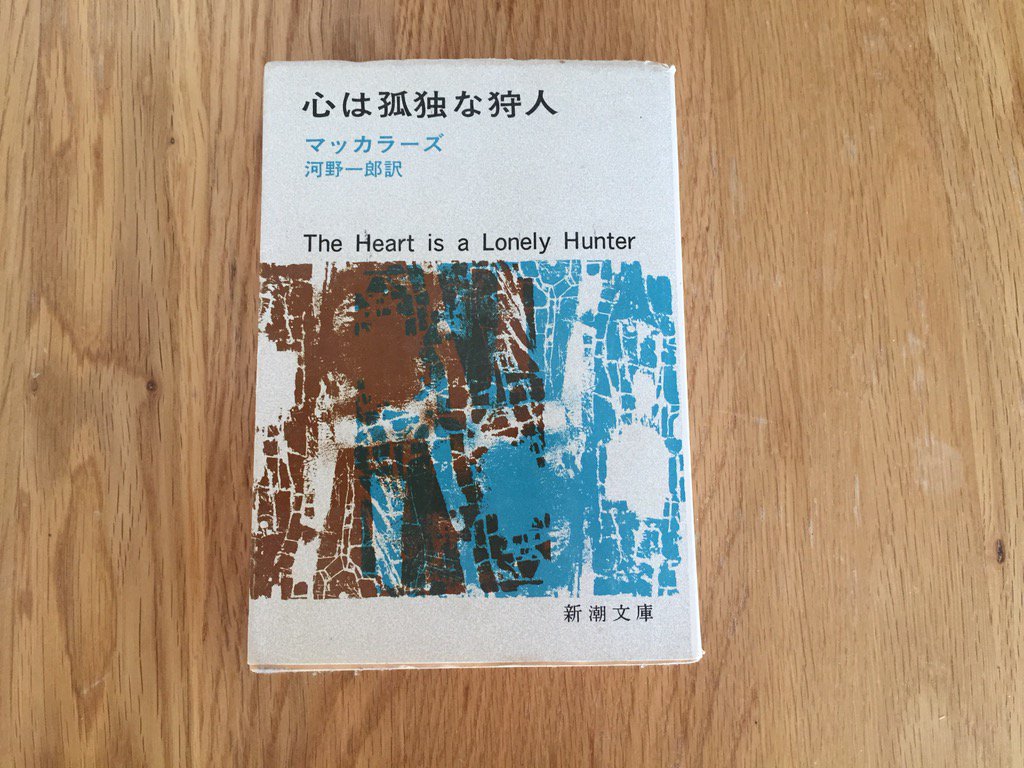 心は孤独な狩人
マッカラーズ
河野一郎訳
The Heart is a Lonely Hunter
新潮文庫